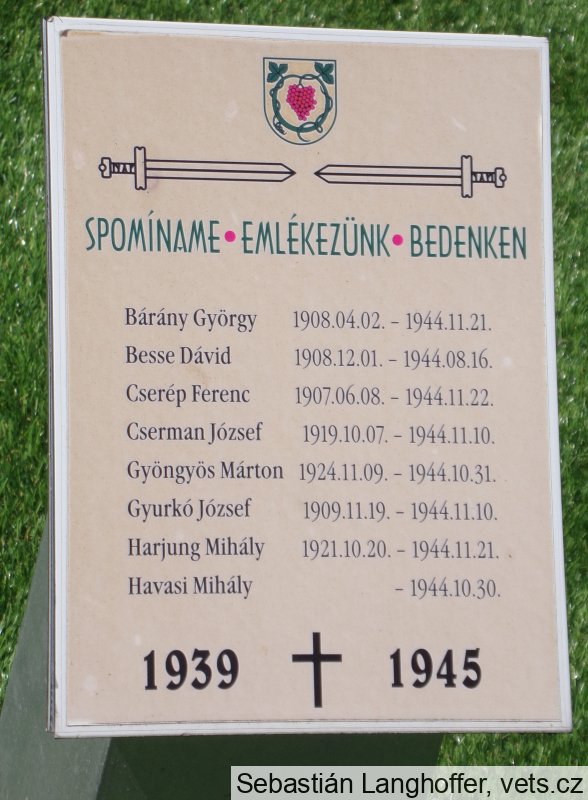 SPOMÍNAME • EMLÉKEZÜNK • BEDENKEN
Bárány György 1908.04.02. – 1944.11.21.
Besse Dávid 1908.12.01. – 1944.08.16.
Cserép Ferenc 1907.06.08. – 1944.11.22.
Cserman József 1919.10.07. – 1944.11.10.
Gyöngyös Márton 1924.11.09. – 1944.10.31.
Gyurkó József 1909.11.19. – 1944.11.10.
Harjung Mihály 1921.10.20. – 1944.11.21.
Havasi Mihály – 1944.10.30.
1939 1945
Sebastián Langhoffer, vets.cz